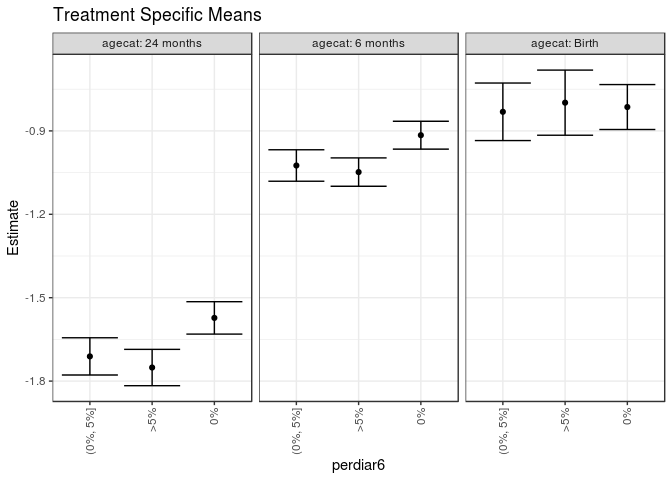 Treatment Specific Means
agecat: 24 months
agecat: 6 months
agecat: Birth
Estimate
-0.9
-1.2
-1.5
-1.8
(0%, 5%]
>5%
0%
(0%, 5%]
>5%
0%
(0%, 5%]
>5%
0%
perdiar6